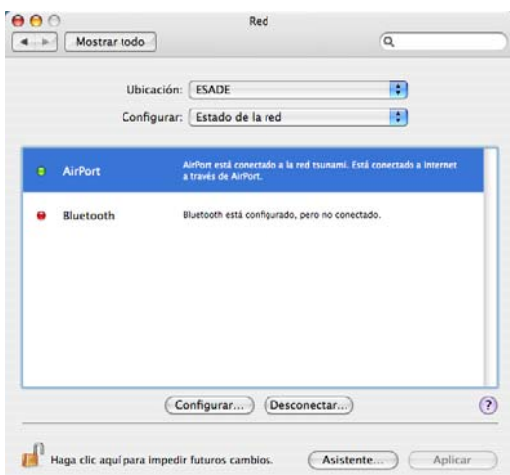 Red
Mostrar todo
Ubicación: ESADE
Configurar: Estado de la red
AirPort
AirPort está conectado a la red tsunami. Está conectado a Internet
a través de AirPort.
Bluetooth
Bluetooth está configurado, pero no conectado.
Configurar...
Desconectar...
?
Haga clic aquí para impedir futuros cambios.
Asistente...
Aplicar